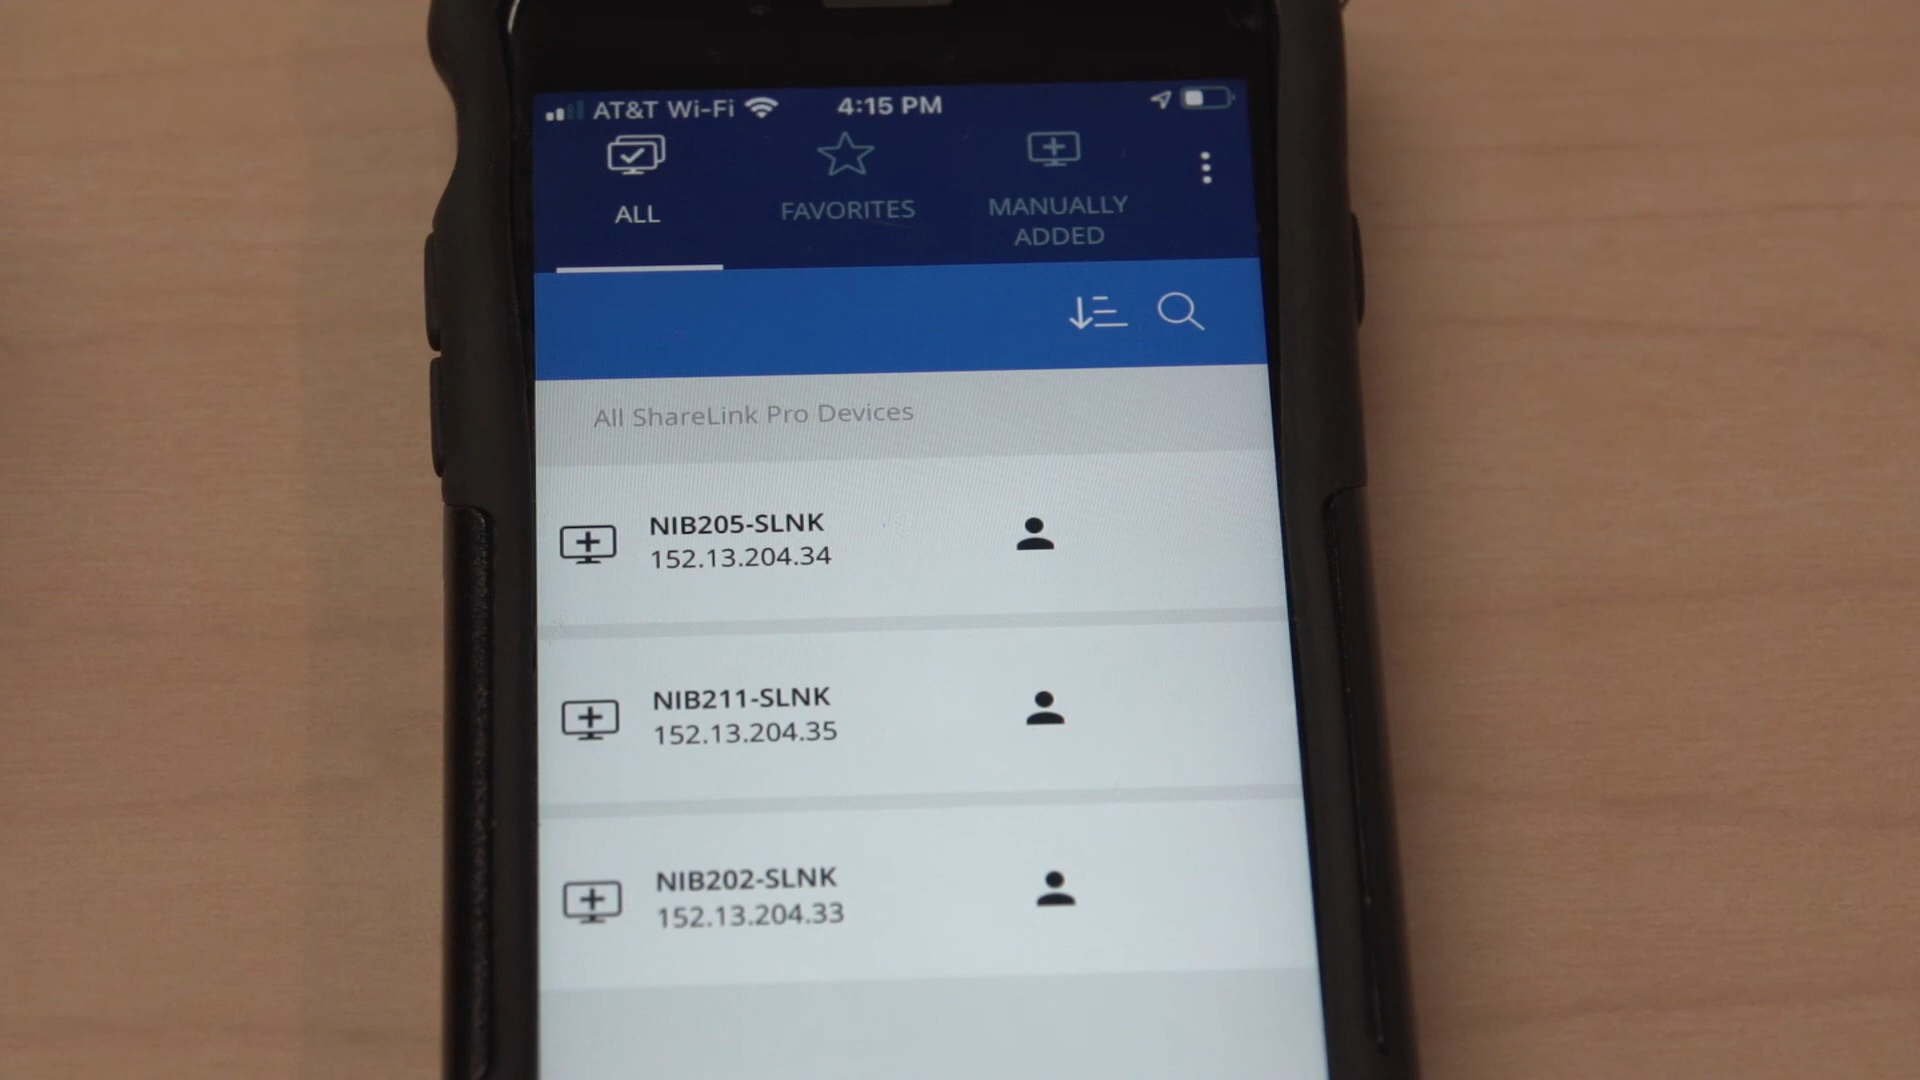 AT&T Wi-Fi 4:15 PM
ALL
FAVORITES
MANUALLY
ADDED
All ShareLink Pro Devices
NIB205-SLNK
152.13.204.34
NIB211-SLNK
152.13.204.35
NIB202-SLNK
152.13.204.33